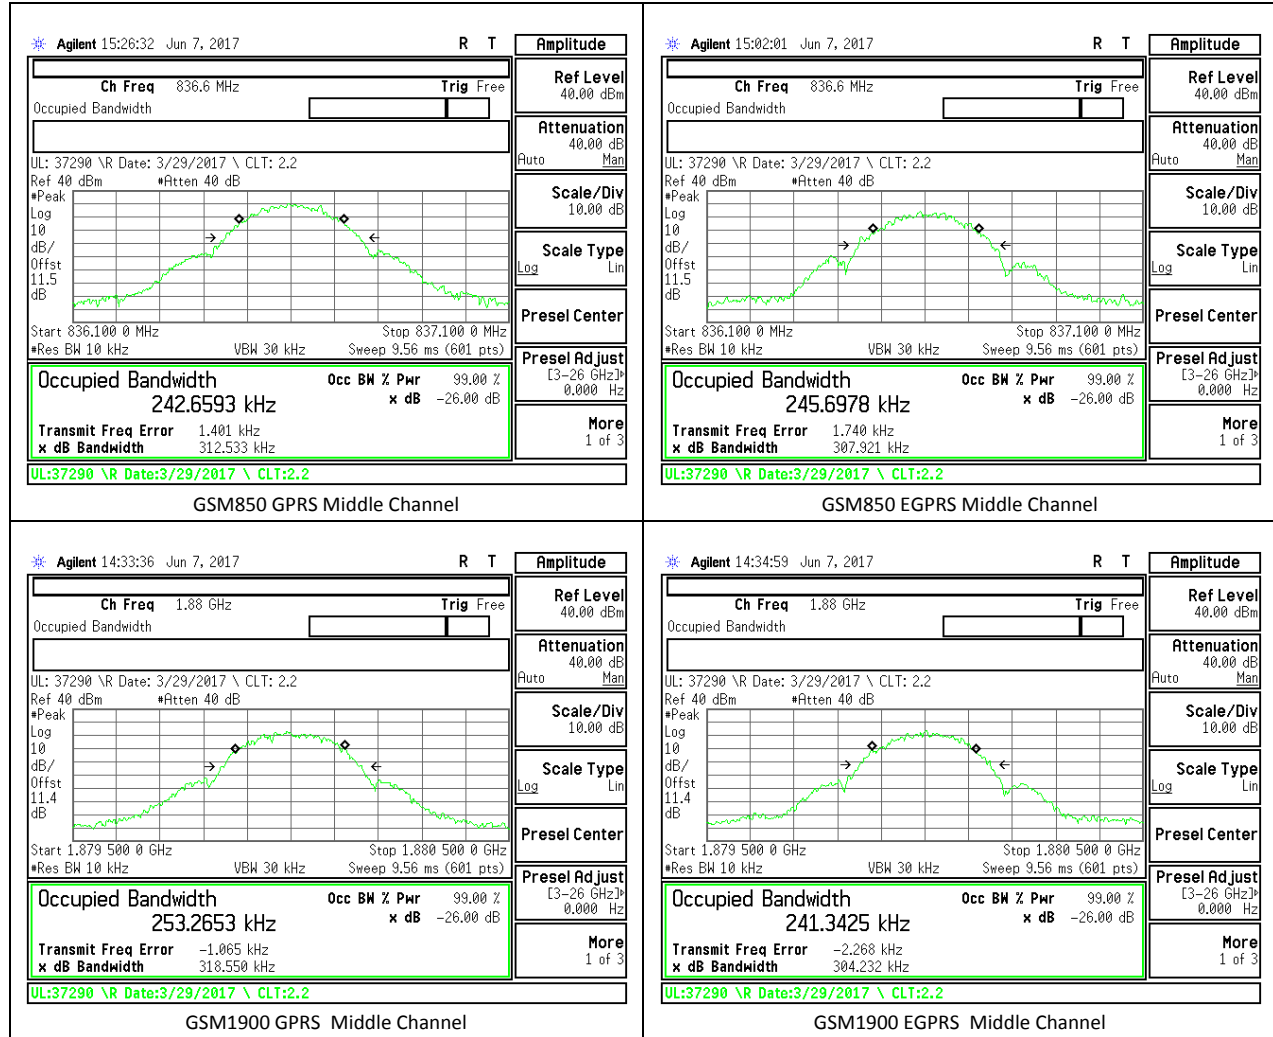 Agilent 15:26:32 Jun 7, 2017 R T Amplitude
Ch Freq 836.6 MHz Trig Free
Occupied Bandwidth
Ref Level
40.00 dBm
Attenuation
40.00 dB
Auto Man
UL: 37290 \R Date: 3/29/2017 \ CLT: 2.2
Ref 40 dBm #Atten 40 dB
#Peak
Log
10
dB/
Offst
11.5
dB
Scale/Div
10.00 dB
Scale Type
Log Lin
Presel Center
Start 836.100 0 MHz Stop 837.100 0 MHz
#Res BW 10 kHz VBW 30 kHz Sweep 9.56 ms (601 pts)
Presel Adjust
[3-26 GHz]
0.000 Hz
Occupied Bandwidth Occ BW % Pwr 99.00 %
242.6593 kHz x dB -26.00 dB
Transmit Freq Error 1.401 kHz
x dB Bandwidth 312.533 kHz
More
1 of 3
UL:37290 \R Date:3/29/2017 \ CLT:2.2
GSM850 GPRS Middle Channel
Agilent 15:02:01 Jun 7, 2017 R T Amplitude
Ch Freq 836.6 MHz Trig Free
Occupied Bandwidth
Ref Level
40.00 dBm
Attenuation
40.00 dB
Auto Man
UL: 37290 \R Date: 3/29/2017 \ CLT: 2.2
Ref 40 dBm #Atten 40 dB
#Peak
Log
10
dB/
Offst
11.5
dB
Scale/Div
10.00 dB
Scale Type
Log Lin
Presel Center
Start 836.100 0 MHz Stop 837.100 0 MHz
#Res BW 10 kHz VBW 30 kHz Sweep 9.56 ms (601 pts)
Presel Adjust
[3-26 GHz]
0.000 Hz
Occupied Bandwidth Occ BW % Pwr 99.00 %
245.6978 kHz x dB -26.00 dB
Transmit Freq Error 1.740 kHz
x dB Bandwidth 307.921 kHz
More
1 of 3
UL:37290 \R Date:3/29/2017 \ CLT:2.2
GSM850 EGPRS Middle Channel
Agilent 14:33:36 Jun 7, 2017 R T Amplitude
Ch Freq 1.88 GHz Trig Free
Occupied Bandwidth
Ref Level
40.00 dBm
Attenuation
40.00 dB
Auto Man
UL: 37290 \R Date: 3/29/2017 \ CLT: 2.2
Ref 40 dBm #Atten 40 dB
#Peak
Log
10
dB/
Offst
11.4
dB
Scale/Div
10.00 dB
Scale Type
Log Lin
Presel Center
Start 1.879 500 0 GHz Stop 1.880 500 0 GHz
#Res BW 10 kHz VBW 30 kHz Sweep 9.56 ms (601 pts)
Presel Adjust
[3-26 GHz]
0.000 Hz
Occupied Bandwidth Occ BW % Pwr 99.00 %
253.2653 kHz x dB -26.00 dB
Transmit Freq Error -1.065 kHz
x dB Bandwidth 318.550 kHz
More
1 of 3
UL:37290 \R Date:3/29/2017 \ CLT:2.2
GSM1900 GPRS Middle Channel
Agilent 14:34:59 Jun 7, 2017 R T Amplitude
Ch Freq 1.88 GHz Trig Free
Occupied Bandwidth
Ref Level
40.00 dBm
Attenuation
40.00 dB
Auto Man
UL: 37290 \R Date: 3/29/2017 \ CLT: 2.2
Ref 40 dBm #Atten 40 dB
#Peak
Log
10
dB/
Offst
11.4
dB
Scale/Div
10.00 dB
Scale Type
Log Lin
Presel Center
Start 1.879 500 0 GHz Stop 1.880 500 0 GHz
#Res BW 10 kHz VBW 30 kHz Sweep 9.56 ms (601 pts)
Presel Adjust
[3-26 GHz]
0.000 Hz
Occupied Bandwidth Occ BW % Pwr 99.00 %
241.3425 kHz x dB -26.00 dB
Transmit Freq Error -2.268 kHz
x dB Bandwidth 304.232 kHz
More
1 of 3
UL:37290 \R Date:3/29/2017 \ CLT:2.2
GSM1900 EGPRS Middle Channel